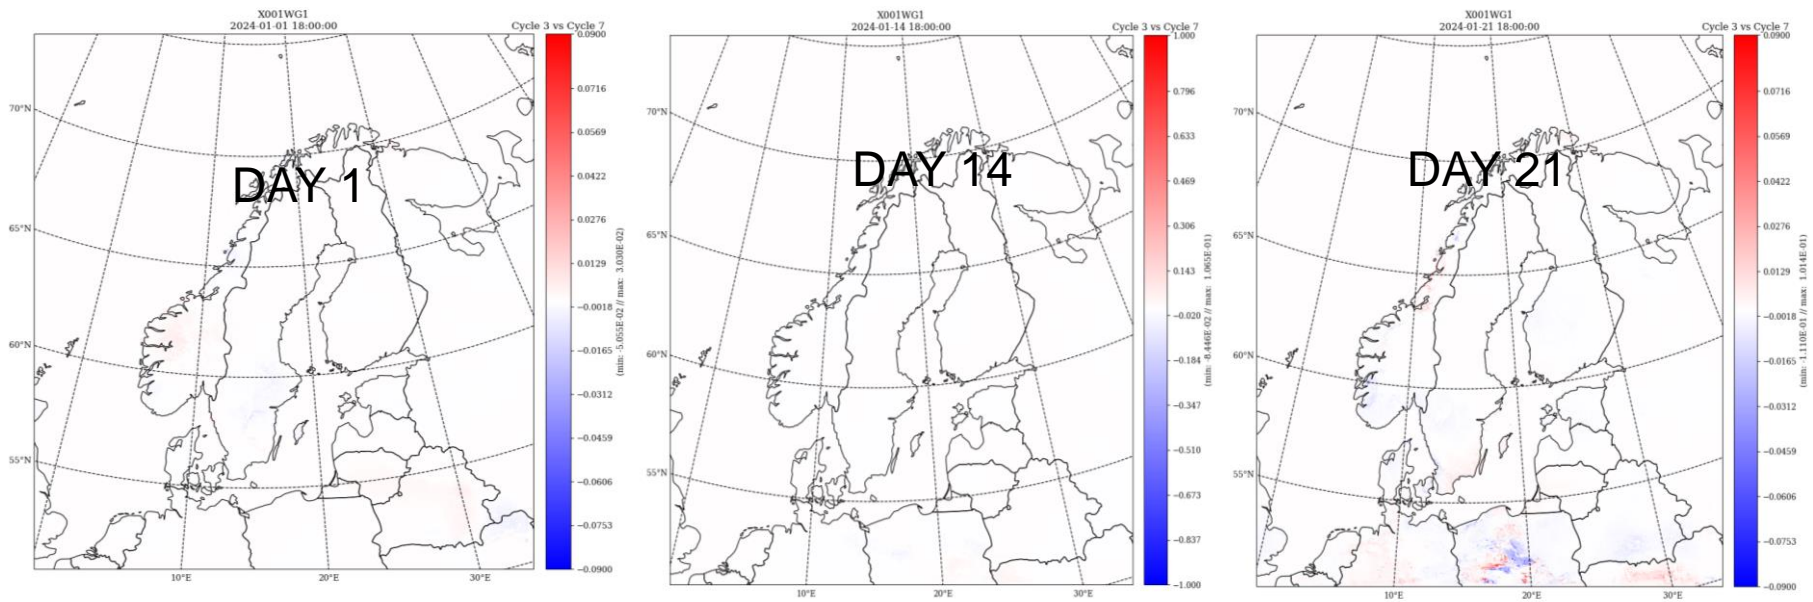 X001WG1
2024-01-01 18:00:00
Cycle 3 vs Cycle 7
DAY 1
70°N
65°N
60°N
55°N
10°E
20°E
30°E
0.0900
0.0716
0.0569
0.0422
0.0276
0.0129
−0.0018
−0.0165
−0.0312
−0.0459
−0.0606
−0.0753
−0.0900
(min: -5.055E-02 // max: 3.030E-02)
X001WG1
2024-01-14 18:00:00
Cycle 3 vs Cycle 7
DAY 14
70°N
65°N
60°N
55°N
10°E
20°E
30°E
1.000
0.796
0.633
0.469
0.306
0.143
−0.020
−0.184
−0.347
−0.510
−0.673
−0.837
−1.000
(min: -8.446E-02 // max: 1.065E-01)
X001WG1
2024-01-21 18:00:00
Cycle 3 vs Cycle 7
DAY 21
70°N
65°N
60°N
55°N
10°E
20°E
30°E
0.0900
0.0716
0.0569
0.0422
0.0276
0.0129
−0.0018
−0.0165
−0.0312
−0.0459
−0.0606
−0.0753
−0.0900
(min: -1.110E-01 // max: 1.014E-01)